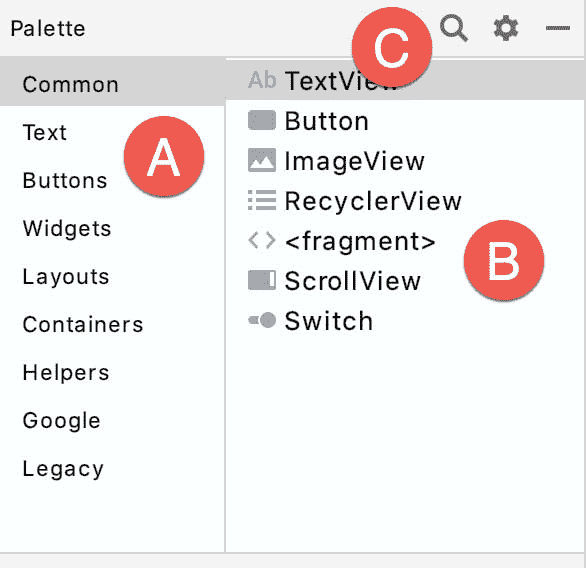 Palette
C
Common
Text
A
Buttons
Widgets
Layouts
Containers
Helpers
Google
Legacy
Ab TextView
Button
ImageView
RecyclerView
<fragment>
B
ScrollView
Switch